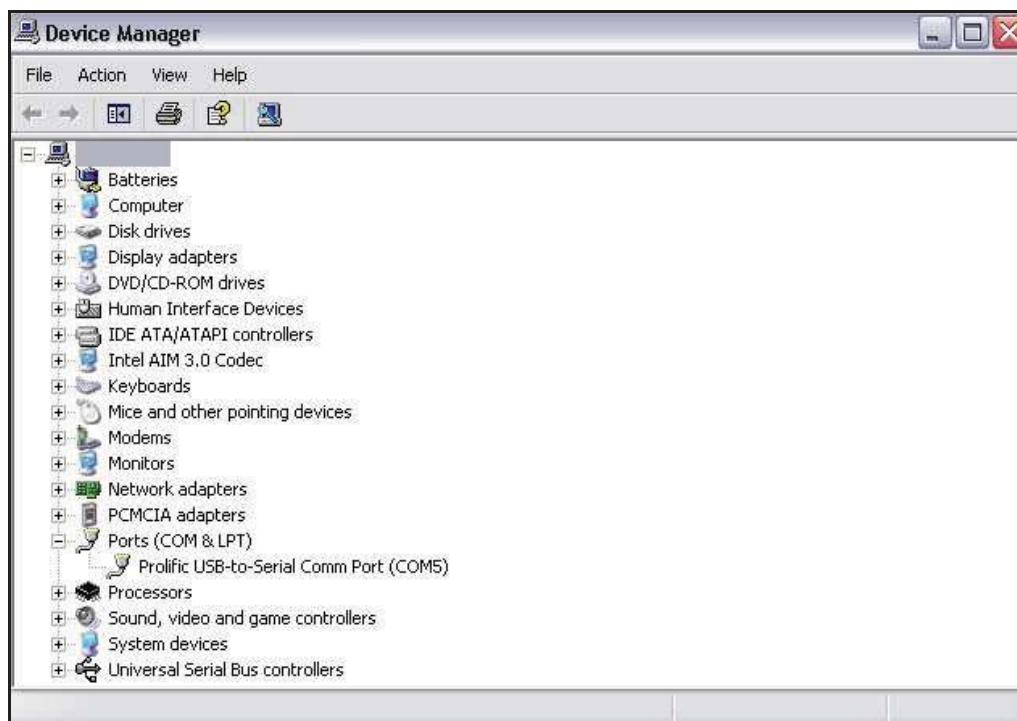 Device Manager
File Action View Help
Batteries
Computer
Disk drives
Display adapters
DVD/CD-ROM drives
Human Interface Devices
IDE ATA/ATAPI controllers
Intel AIM 3.0 Codec
Keyboards
Mice and other pointing devices
Modems
Monitors
Network adapters
PCMCIA adapters
Ports (COM & LPT)
Prolific USB-to-Serial Comm Port (COM5)
Processors
Sound, video and game controllers
System devices
Universal Serial Bus controllers